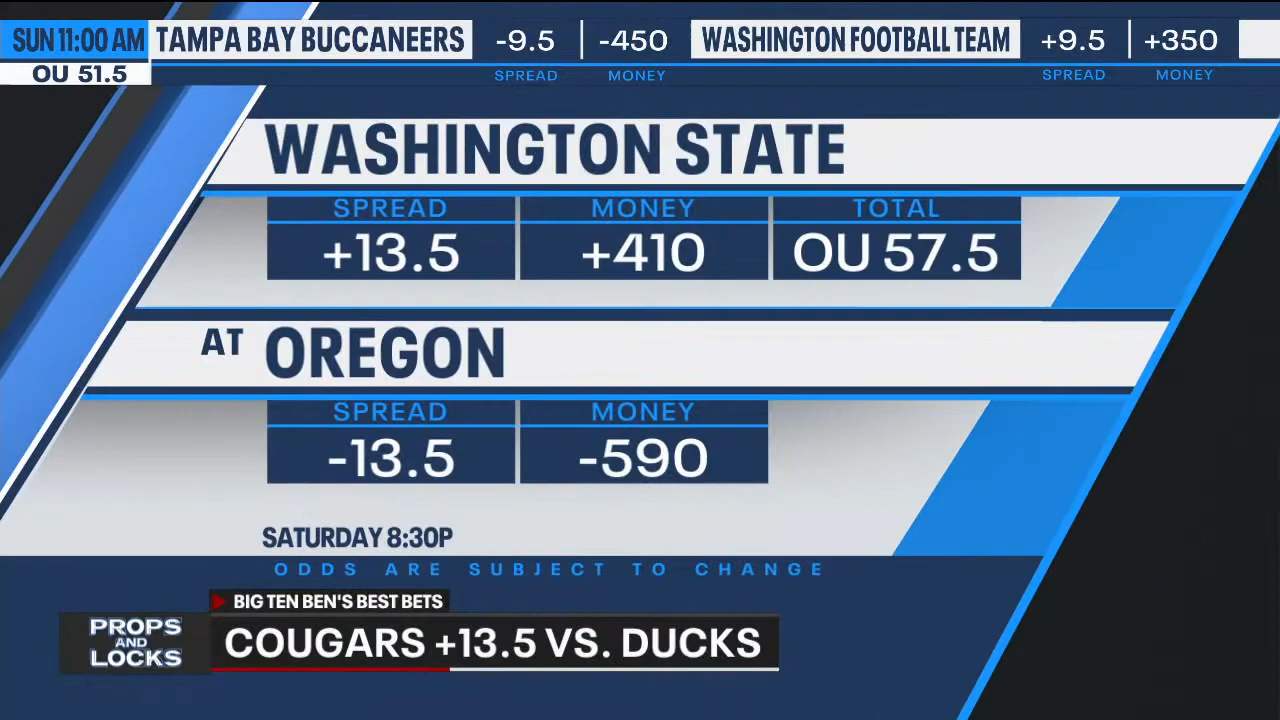 SUN 11:00 AM TAMPA BAY BUCCANEERS -9.5 -450 WASHINGTON FOOTBALL TEAM +9.5 +350
OU 51.5 SPREAD MONEY SPREAD MONEY
WASHINGTON STATE
SPREAD MONEY TOTAL
+13.5 +410 OU 57.5
AT OREGON
SPREAD MONEY
-13.5 -590
SATURDAY 8:30P
ODDS ARE SUBJECT TO CHANGE
BIG TEN BEN'S BEST BETS
PROPS AND LOCKS
COUGARS +13.5 VS. DUCKS